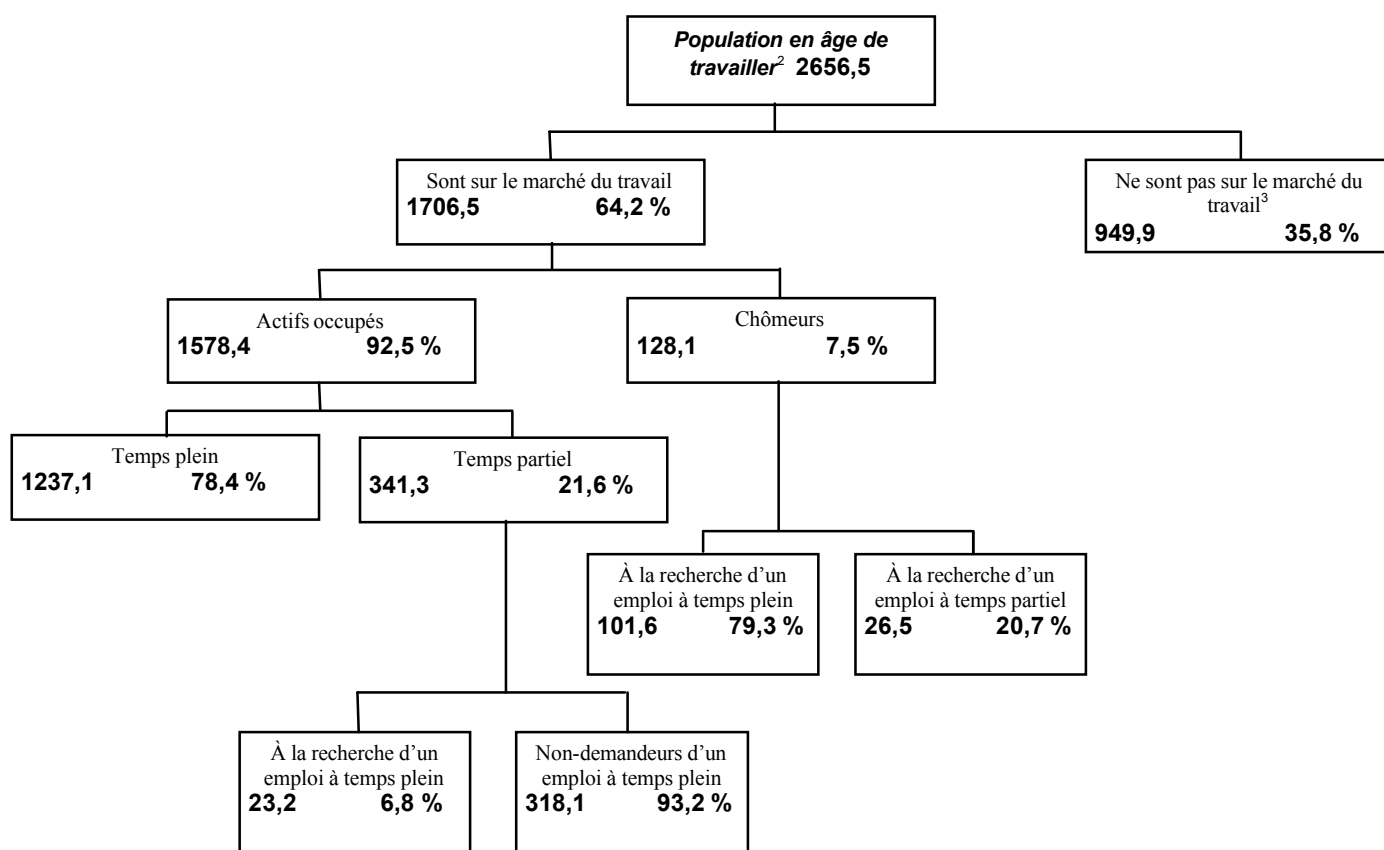 Population en âge de
travailler² 2656,5
Sont sur le marché du travail
1706,5 64,2 %
Ne sont pas sur le marché du
travail³
949,9 35,8 %
Actifs occupés
1578,4 92,5 %
Chômeurs
128,1 7,5 %
Temps plein
1237,1 78,4 %
Temps partiel
341,3 21,6 %
À la recherche d’un
emploi à temps plein
101,6 79,3 %
À la recherche d’un
emploi à temps partiel
26,5 20,7 %
À la recherche d’un
emploi à temps plein
23,2 6,8 %
Non-demandeurs d’un
emploi à temps plein
318,1 93,2 %